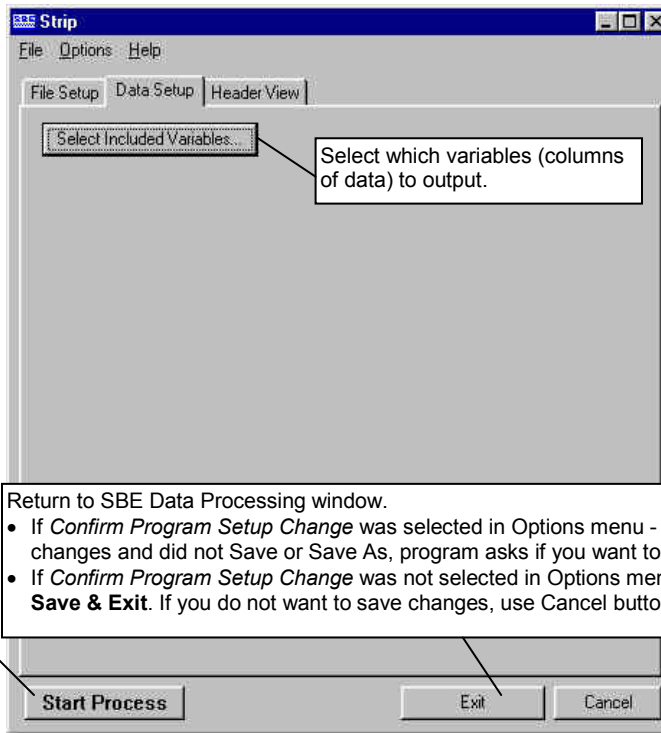 SBE Strip
File Options Help
File Setup Data Setup Header View
Select Included Variables...
Select which variables (columns
of data) to output.
Return to SBE Data Processing window.
• If Confirm Program Setup Change was selected in Options menu -
changes and did not Save or Save As, program asks if you want to
• If Confirm Program Setup Change was not selected in Options
Save & Exit. If you do not want to save changes, use Cancel
Start Process Exit Cancel